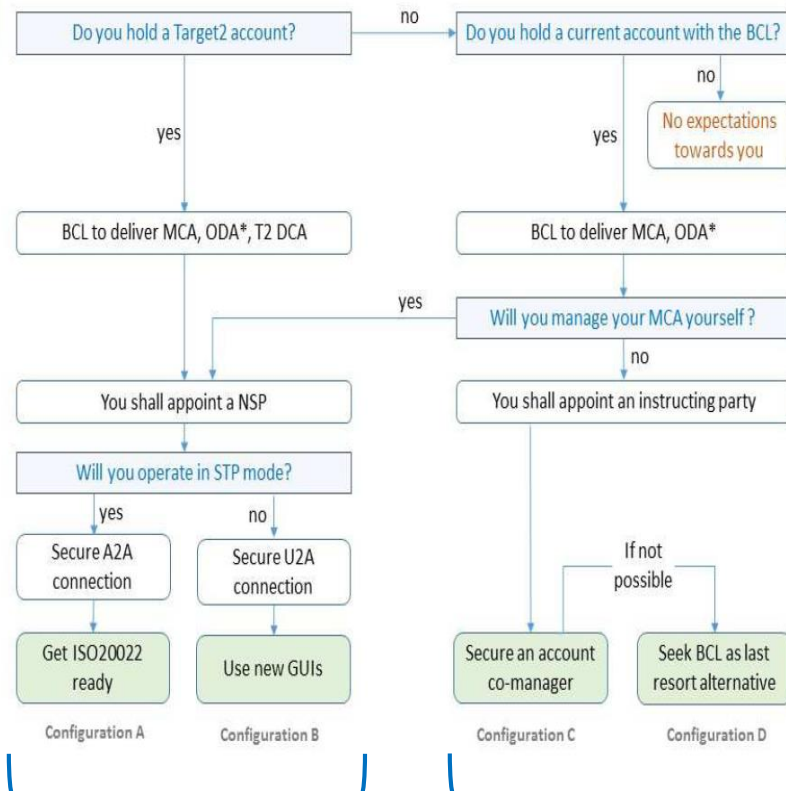 Do you hold a Target2 account?
no
Do you hold a current account with the BCL?
no
yes
yes
No expectations
towards you
BCL to deliver MCA, ODA*, T2 DCA
BCL to deliver MCA, ODA*
yes
Will you manage your MCA yourself ?
no
You shall appoint a NSP
You shall appoint an instructing party
Will you operate in STP mode?
yes
no
Secure A2A
connection
Secure U2A
connection
If not
possible
Get ISO20022
ready
Use new GUIs
Secure an account
co-manager
Seek BCL as last
resort alternative
Configuration A
Configuration B
Configuration C
Configuration D